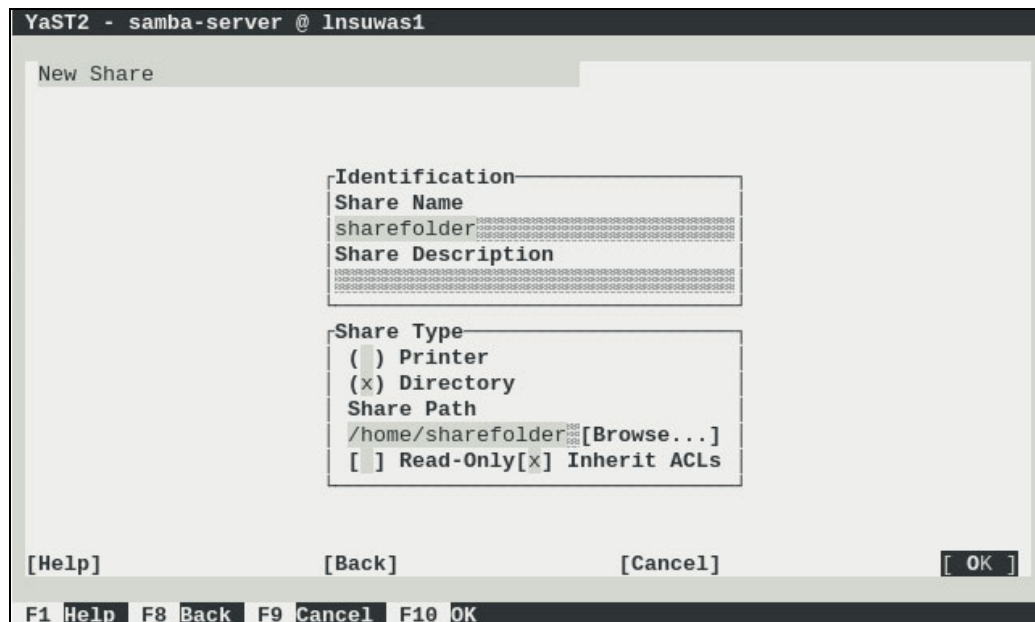 YaST2 - samba-server @ lnsuwas1
New Share
Identification
Share Name
sharefolder
Share Description
Share Type
( ) Printer
(x) Directory
Share Path
/home/sharefolder [Browse...]
[ ] Read-Only[x] Inherit ACLs
[Help] [Back] [Cancel] [ OK ]
F1 Help F8 Back F9 Cancel F10 OK